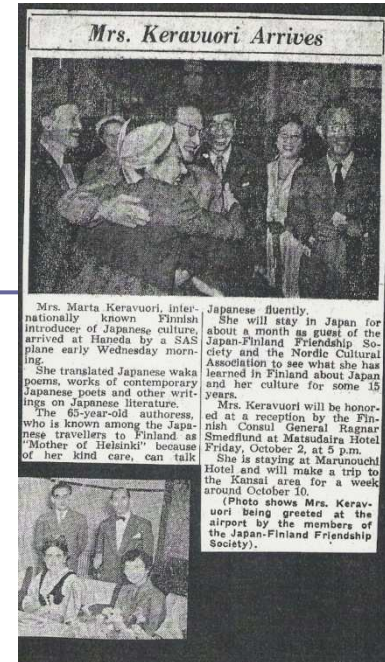 Mrs. Keravuori Arrives
Mrs. Marta Keravuori, inter-
nationally known Finnish
introducer of Japanese culture,
arrived at Haneda by a SAS
plane early Wednesday morn-
ing.
She translated Japanese waka
poems, works of contemporary
Japanese poets and other writ-
ings on Japanese literature.
The 65-year-old authoress,
who is known among the Japa-
nese travellers to Finland as
"Mother of Helsinki" because
of her kind care, can talk
Japanese fluently.
She will stay in Japan for
about a month as guest of the
Japan-Finland Friendship So-
ciety and the Nordic Cultural
Association to see what she has
learned in Finland about Japan
and her culture for some 15
years.
Mrs. Keravuori will be honor-
ed at a reception by the Fin-
nish Consul General Ragnar
Smedflund at Matsudaira Hotel
Friday, October 2, at 5 p.m.
She is staying at Marunouchi
Hotel and will make a trip to
the Kansai area for a week
around October 10.
(Photo shows Mrs. Kerav-
uori being greeted at the
airport by the members of
the Japan-Finland Friendship
Society).